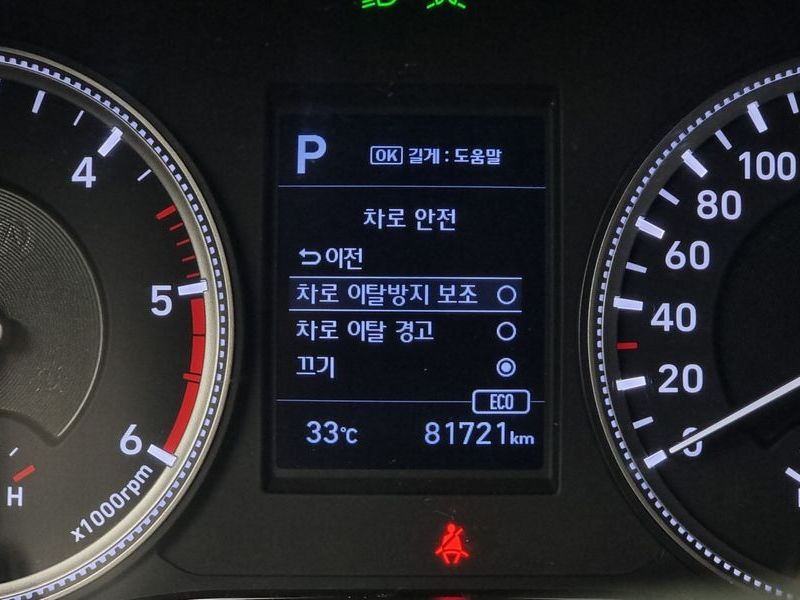 P
OK 길게 : 도움말
차로 안전
이전
차로 이탈방지 보조
차로 이탈 경고
끄기
ECO
33℃
81721km
4
5
6
x1000rpm
H
100
80
60
40
20
0